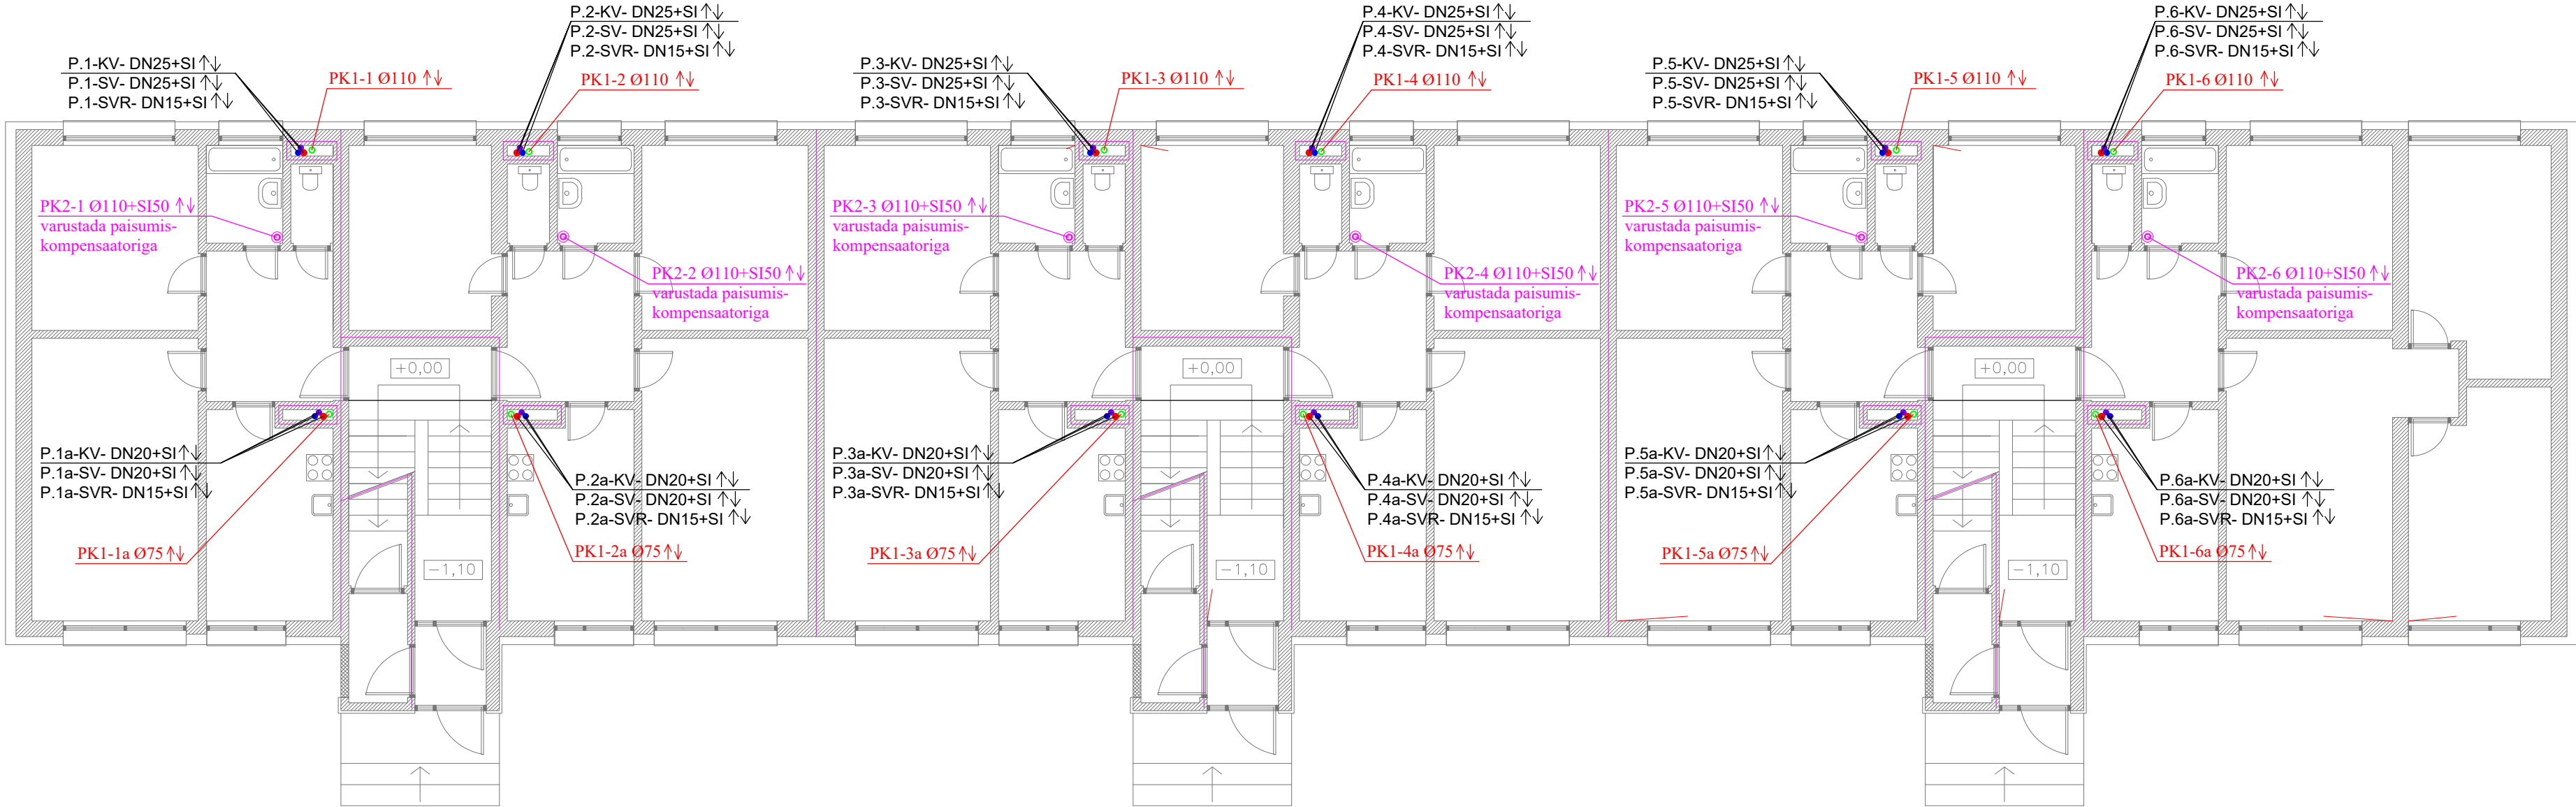 P.1-KV- DN25+SI ↑↓
P.1-SV- DN25+SI ↑↓
P.1-SVR- DN15+SI ↑↓
PK1-1 Ø110 ↑↓
P.2-KV- DN25+SI ↑↓
P.2-SV- DN25+SI ↑↓
P.2-SVR- DN15+SI ↑↓
PK1-2 Ø110 ↑↓
P.3-KV- DN25+SI ↑↓
P.3-SV- DN25+SI ↑↓
P.3-SVR- DN15+SI ↑↓
PK1-3 Ø110 ↑↓
P.4-KV- DN25+SI ↑↓
P.4-SV- DN25+SI ↑↓
P.4-SVR- DN15+SI ↑↓
PK1-4 Ø110 ↑↓
P.5-KV- DN25+SI ↑↓
P.5-SV- DN25+SI ↑↓
P.5-SVR- DN15+SI ↑↓
PK1-5 Ø110 ↑↓
P.6-KV- DN25+SI ↑↓
P.6-SV- DN25+SI ↑↓
P.6-SVR- DN15+SI ↑↓
PK1-6 Ø110 ↑↓
PK2-1 Ø110+SI50 ↑↓
varustada paisumis-
kompensaatoriga
PK2-2 Ø110+SI50 ↑↓
varustada paisumis-
kompensaatoriga
PK2-3 Ø110+SI50 ↑↓
varustada paisumis-
kompensaatoriga
PK2-4 Ø110+SI50 ↑↓
varustada paisumis-
kompensaatoriga
PK2-5 Ø110+SI50 ↑↓
varustada paisumis-
kompensaatoriga
PK2-6 Ø110+SI50 ↑↓
varustada paisumis-
kompensaatoriga
+0,00
+0,00
+0,00
P.1a-KV- DN20+SI ↑↓
P.1a-SV- DN20+SI ↑↓
P.1a-SVR- DN15+SI ↑↓
P.2a-KV- DN20+SI ↑↓
P.2a-SV- DN20+SI ↑↓
P.2a-SVR- DN15+SI ↑↓
P.3a-KV- DN20+SI ↑↓
P.3a-SV- DN20+SI ↑↓
P.3a-SVR- DN15+SI ↑↓
P.4a-KV- DN20+SI ↑↓
P.4a-SV- DN20+SI ↑↓
P.4a-SVR- DN15+SI ↑↓
P.5a-KV- DN20+SI ↑↓
P.5a-SV- DN20+SI ↑↓
P.5a-SVR- DN15+SI ↑↓
P.6a-KV- DN20+SI ↑↓
P.6a-SV- DN20+SI ↑↓
P.6a-SVR- DN15+SI ↑↓
PK1-1a Ø75 ↑↓
PK1-2a Ø75 ↑↓
PK1-3a Ø75 ↑↓
PK1-4a Ø75 ↑↓
PK1-5a Ø75 ↑↓
PK1-6a Ø75 ↑↓
-1,10
-1,10
-1,10